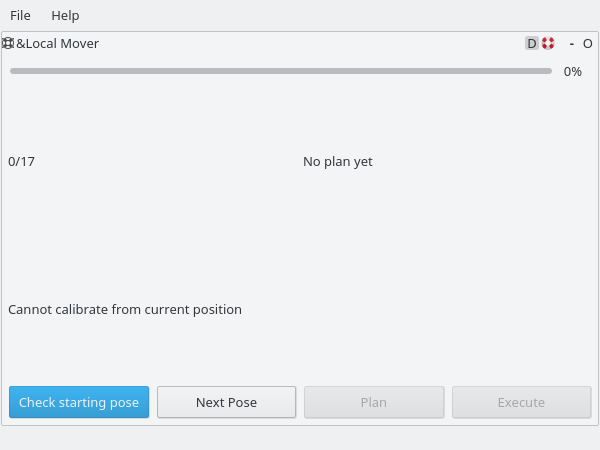 File Help
&Local Mover D - O
0%
0/17 No plan yet
Cannot calibrate from current position
Check starting pose Next Pose Plan Execute